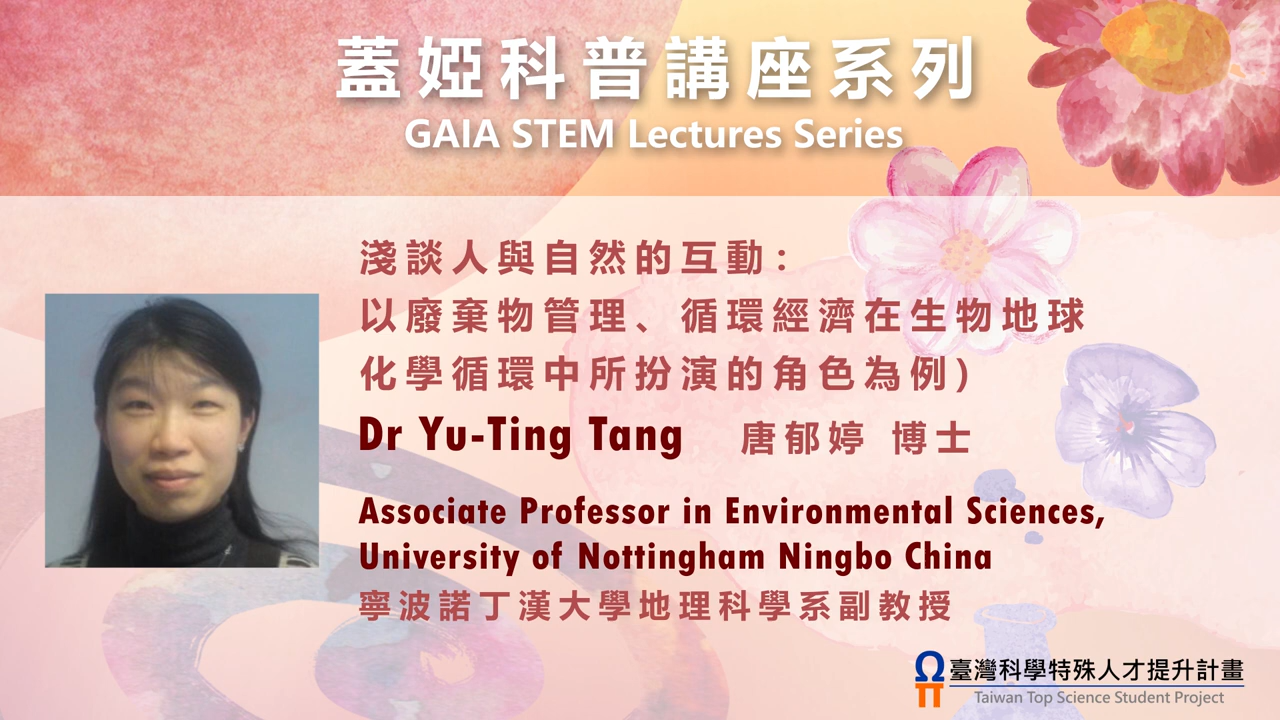 蓋婭科普講座系列
GAIA STEM Lectures Series
淺談人與自然的互動：
以廢棄物管理、循環經濟在生物地球
化學循環中所扮演的角色為例)
Dr Yu-Ting Tang 唐郁婷 博士
Associate Professor in Environmental Sciences,
University of Nottingham Ningbo China
寧波諾丁漢大學地理科學系副教授
臺灣科學特殊人才提升計畫
Taiwan Top Science Student Project